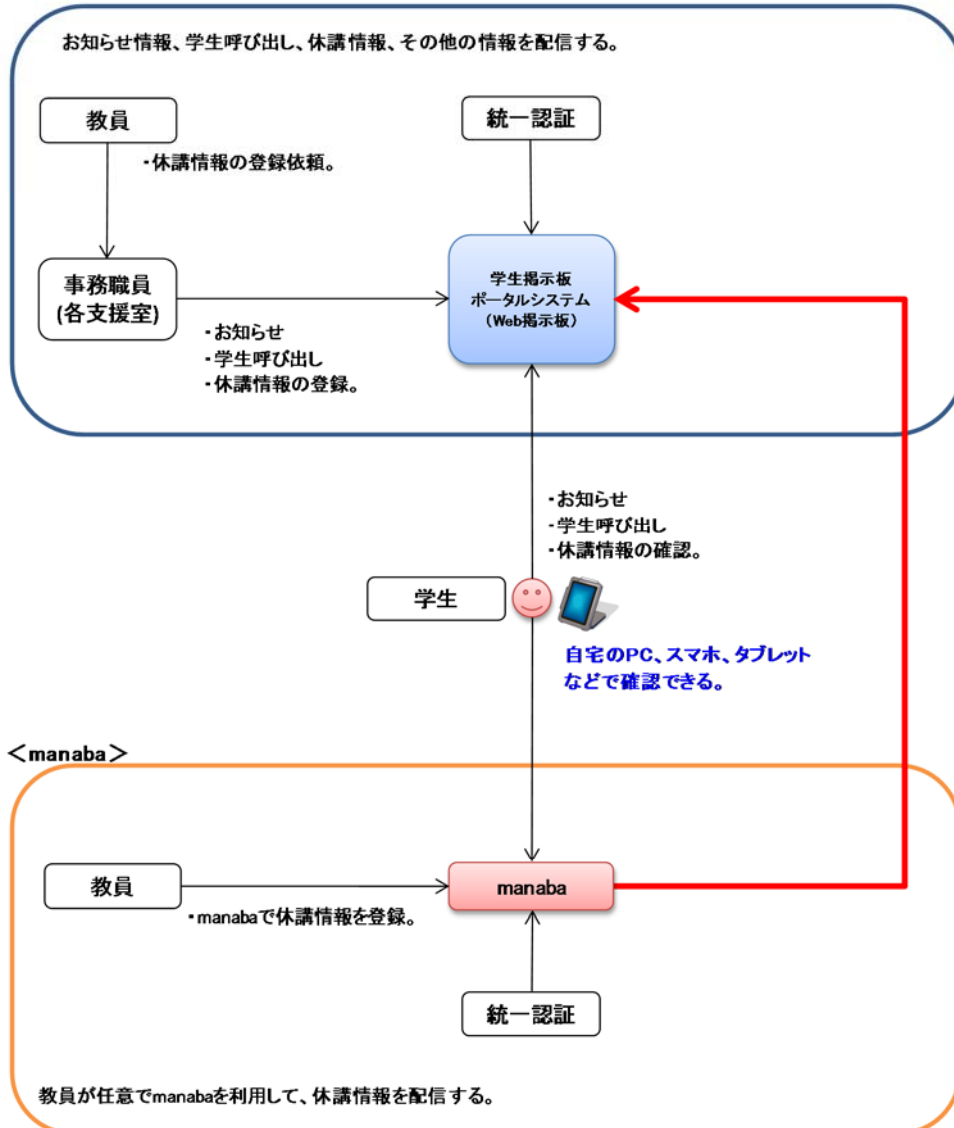 お知らせ情報、学生呼び出し、休講情報、その他の情報を配信する。
教員
統一認証
・休講情報の登録依頼。
事務職員
(各支援室)
学生掲示板
ポータルシステム
（Web掲示板）
・お知らせ
・学生呼び出し
・休講情報の登録。
・お知らせ
・学生呼び出し
・休講情報の確認。
学生
自宅のPC、スマホ、タブレット
などで確認できる。
＜manaba＞
教員
manaba
・manabaで休講情報を登録。
統一認証
教員が任意でmanabaを利用して、休講情報を配信する。